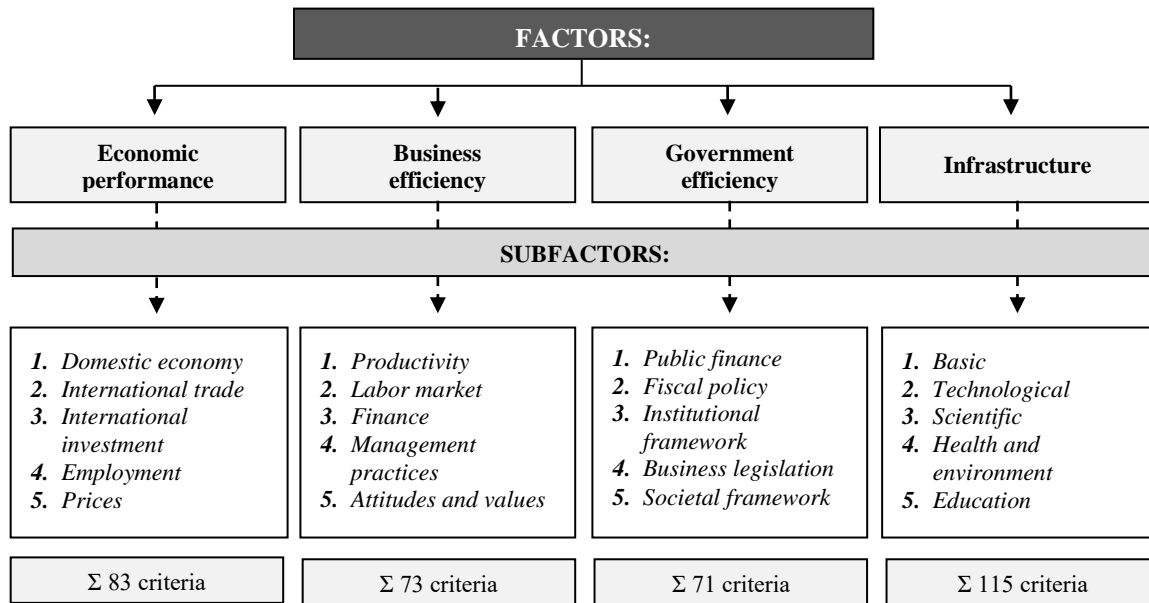 FACTORS:
Economic
performance
Business
efficiency
Government
efficiency
Infrastructure
SUBFACTORS:
1. Domestic economy
2. International trade
3. International
investment
4. Employment
5. Prices
1. Productivity
2. Labor market
3. Finance
4. Management
practices
5. Attitudes and values
1. Public finance
2. Fiscal policy
3. Institutional
framework
4. Business legislation
5. Societal framework
1. Basic
2. Technological
3. Scientific
4. Health and
environment
5. Education
Σ 83 criteria
Σ 73 criteria
Σ 71 criteria
Σ 115 criteria